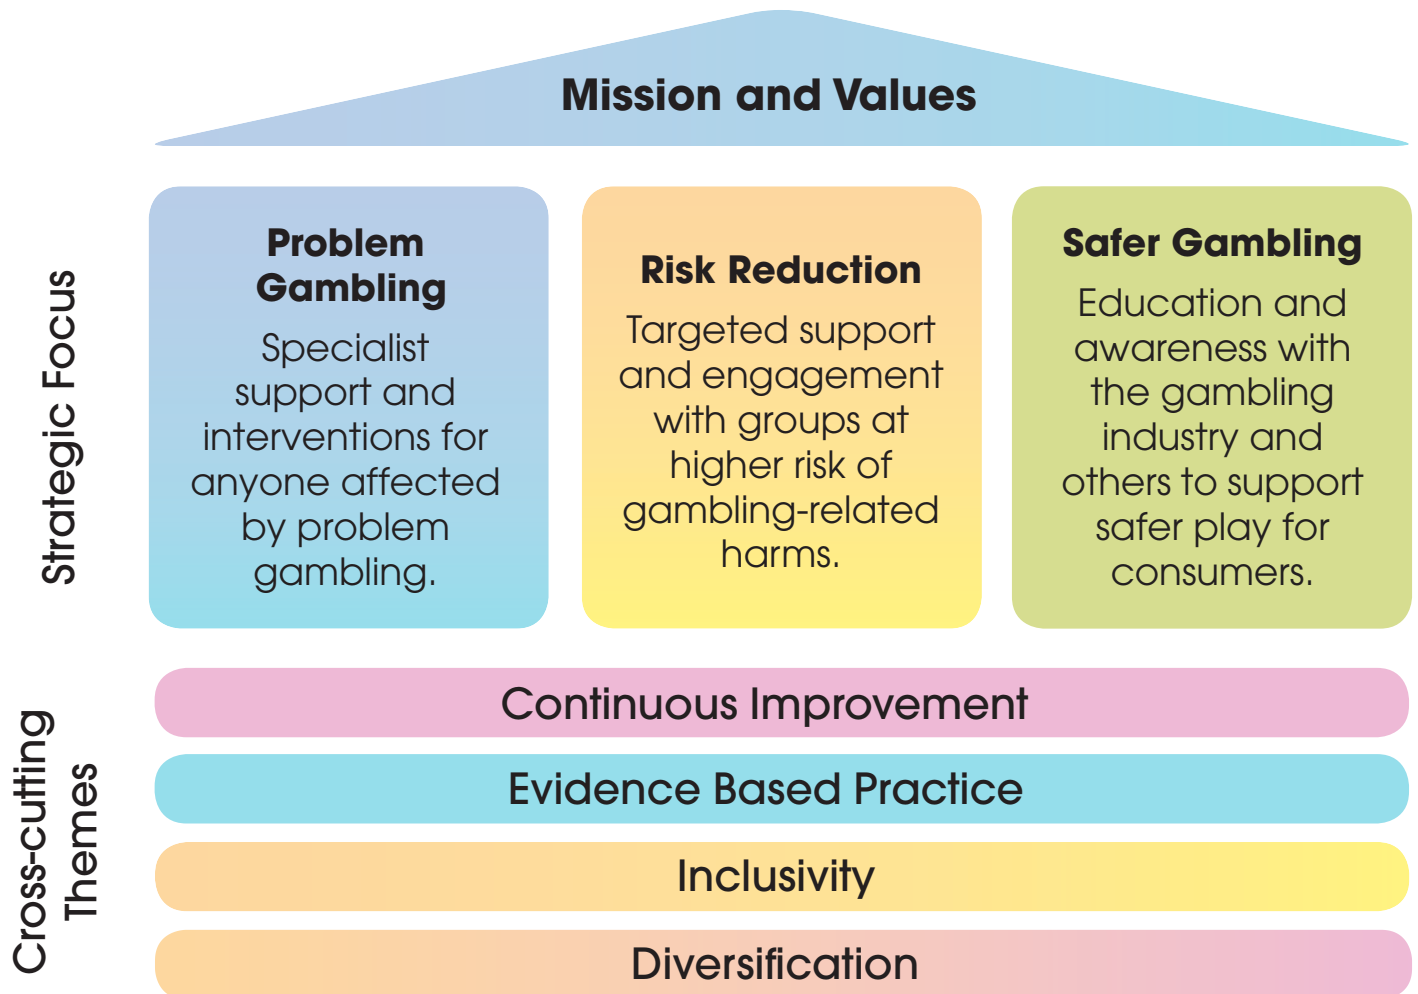 Mission and Values
Strategic Focus
Problem
Gambling
Specialist
support and
interventions for
anyone affected
by problem
gambling.
Risk Reduction
Targeted support
and engagement
with groups at
higher risk of
gambling-related
harms.
Safer Gambling
Education and
awareness with
the gambling
industry and
others to support
safer play for
consumers.
Cross-cutting
Themes
Continuous Improvement
Evidence Based Practice
Inclusivity
Diversification